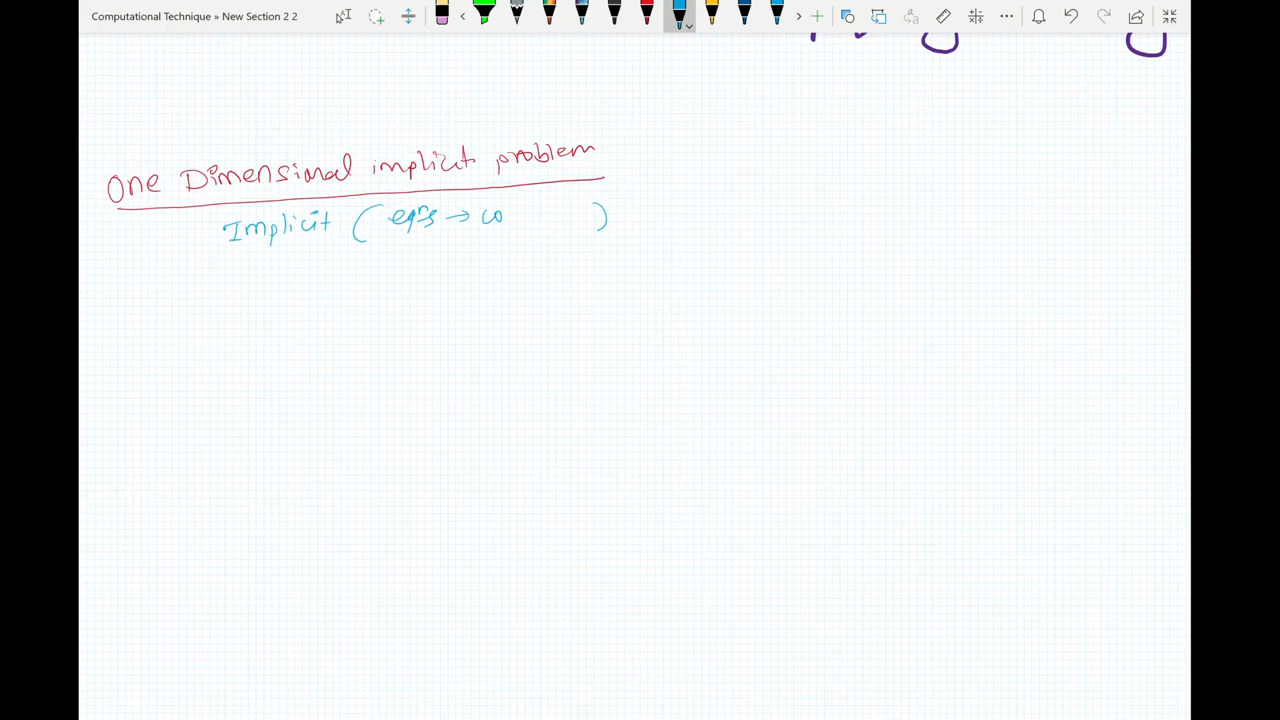 Computational Technique » New Section 2 2
One Dimensional implicit problem
Implicit ( eqns → co )